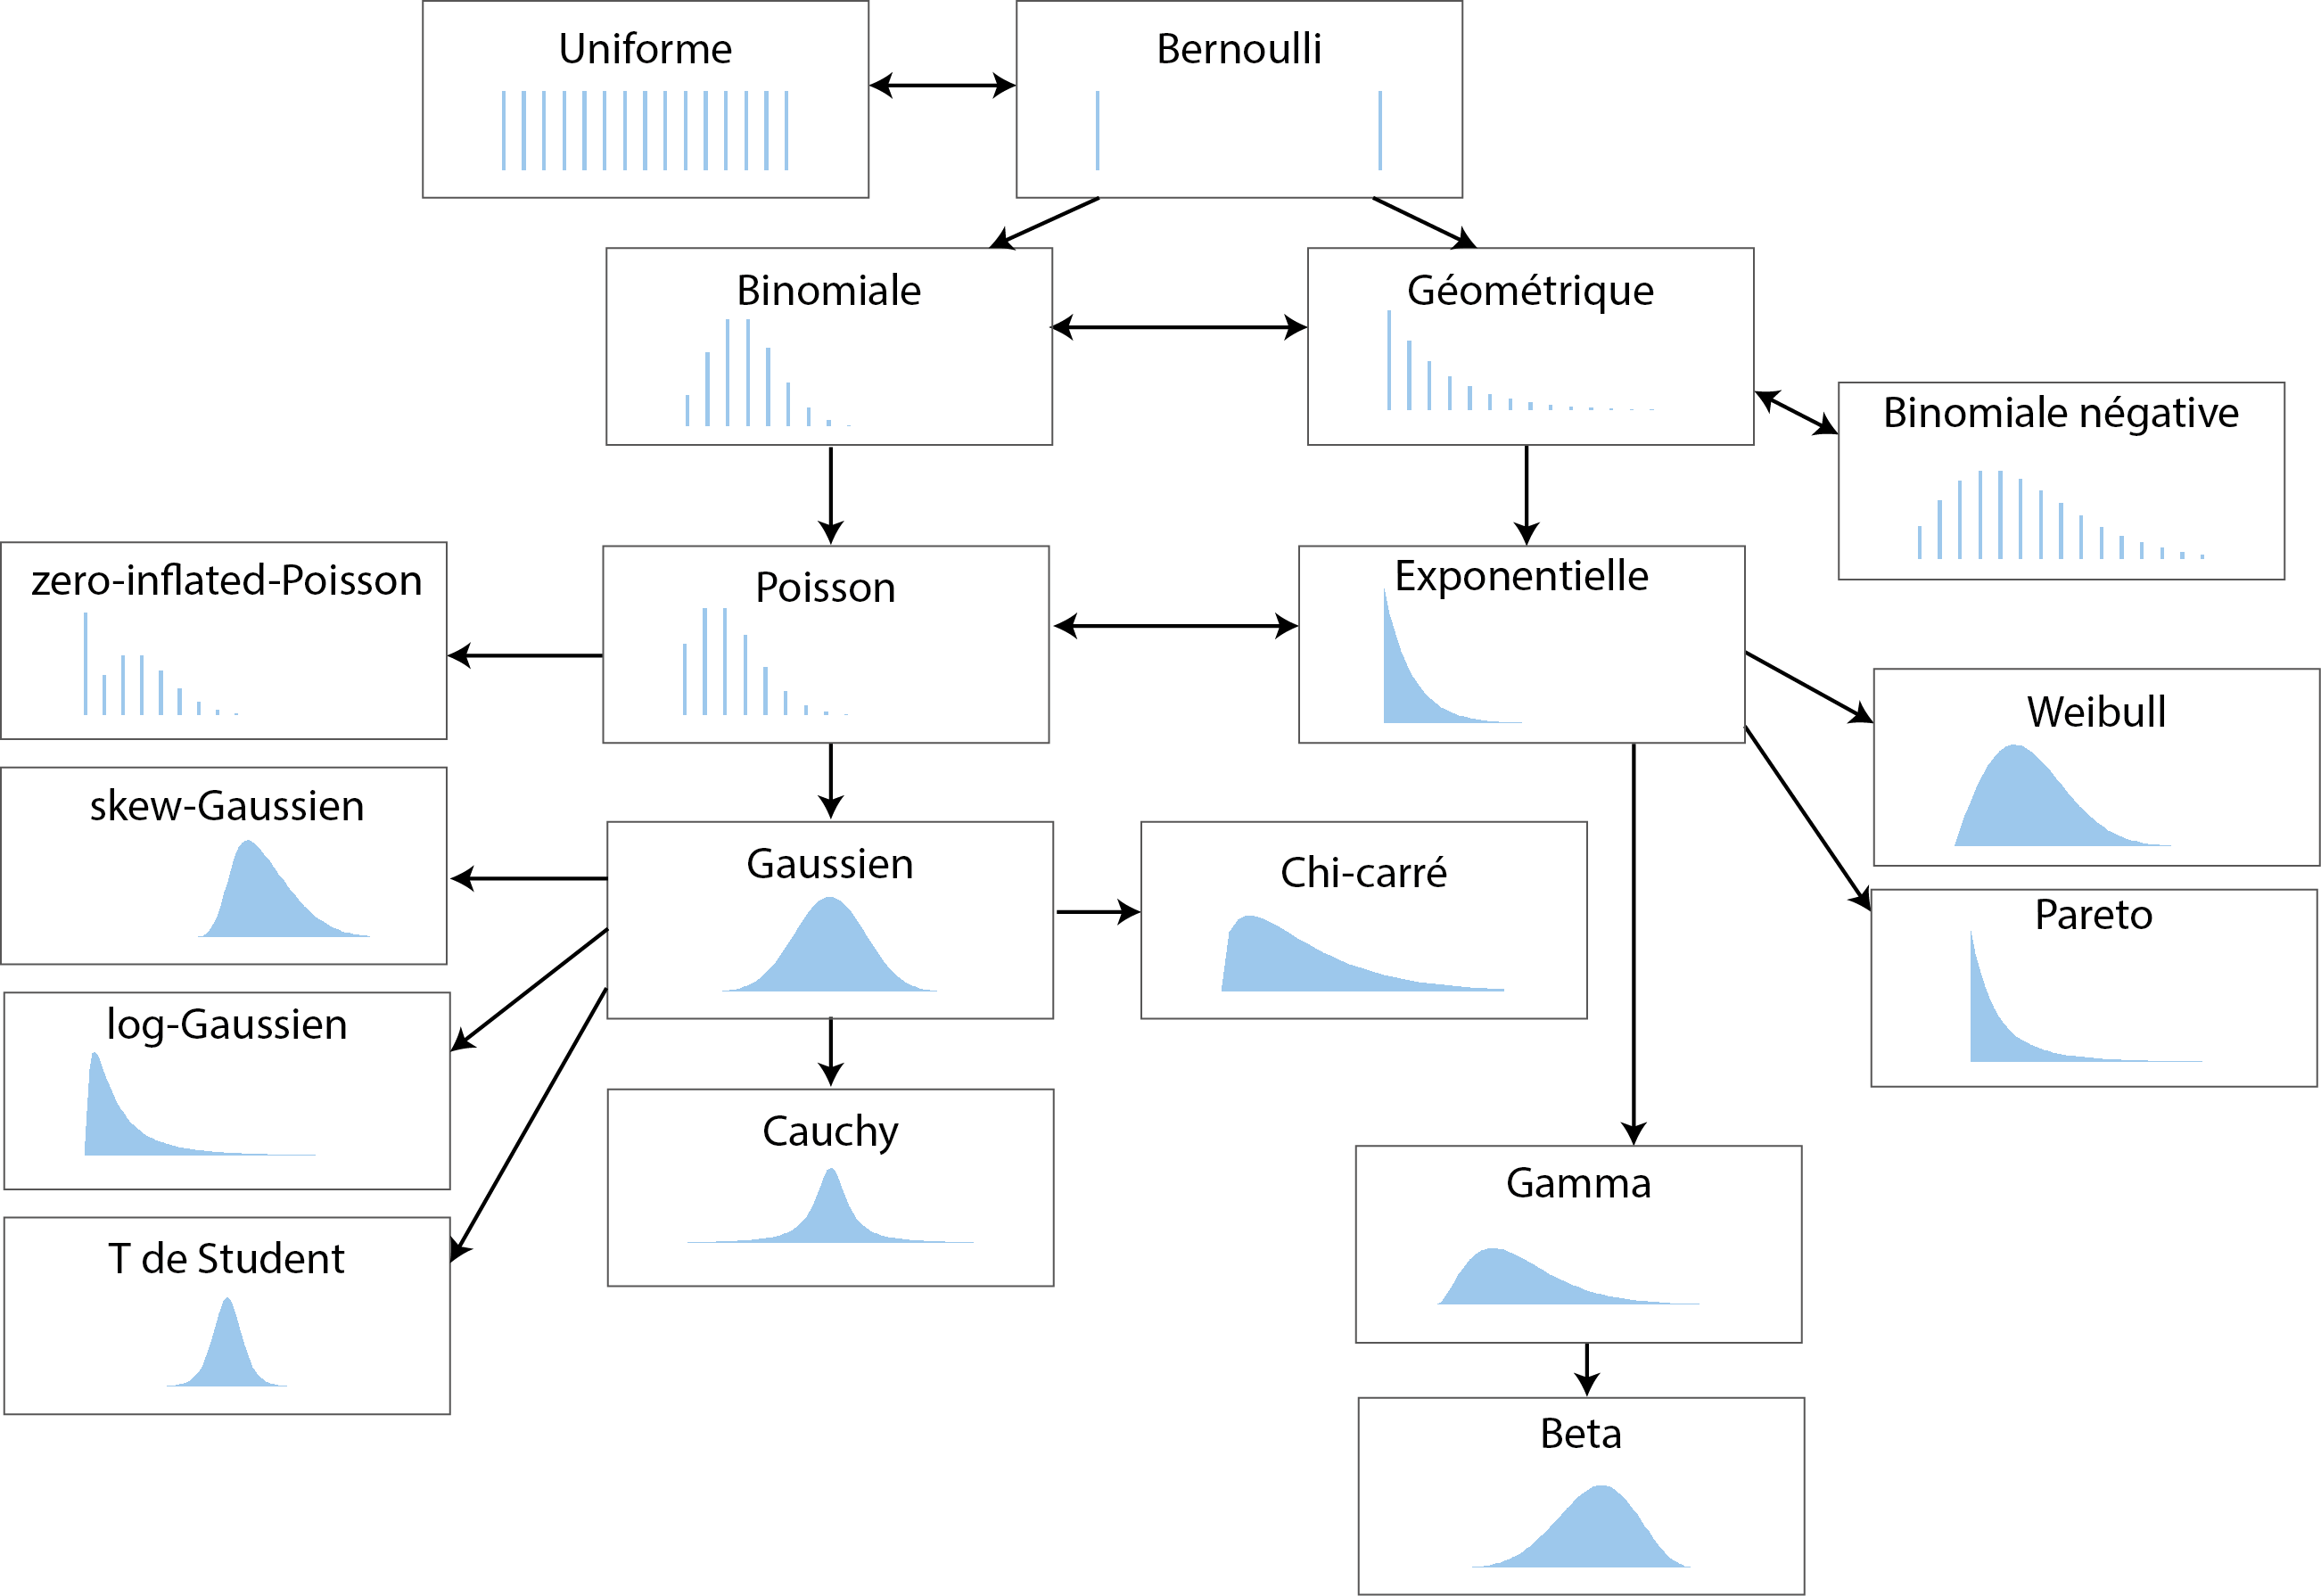 Uniforme
Bernoulli
Binomiale
Géométrique
Binomiale négative
zero-inflated-Poisson
Poisson
Exponentielle
Weibull
skew-Gaussien
Gaussien
Chi-carré
Pareto
log-Gaussien
Cauchy
Gamma
T de Student
Beta